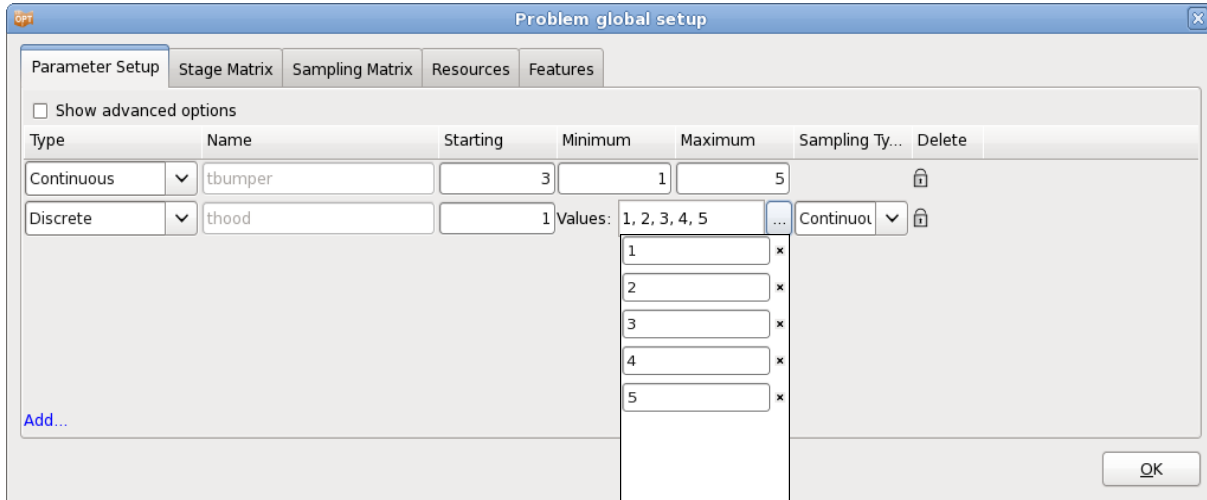 OPT Problem global setup
Parameter Setup Stage Matrix Sampling Matrix Resources Features
Show advanced options
Type Name Starting Minimum Maximum Sampling Ty... Delete
Continuous tbumper 3 1 5
Discrete thood 1 Values: 1, 2, 3, 4, 5 ... Continuou
1
2
3
4
5
Add...
OK